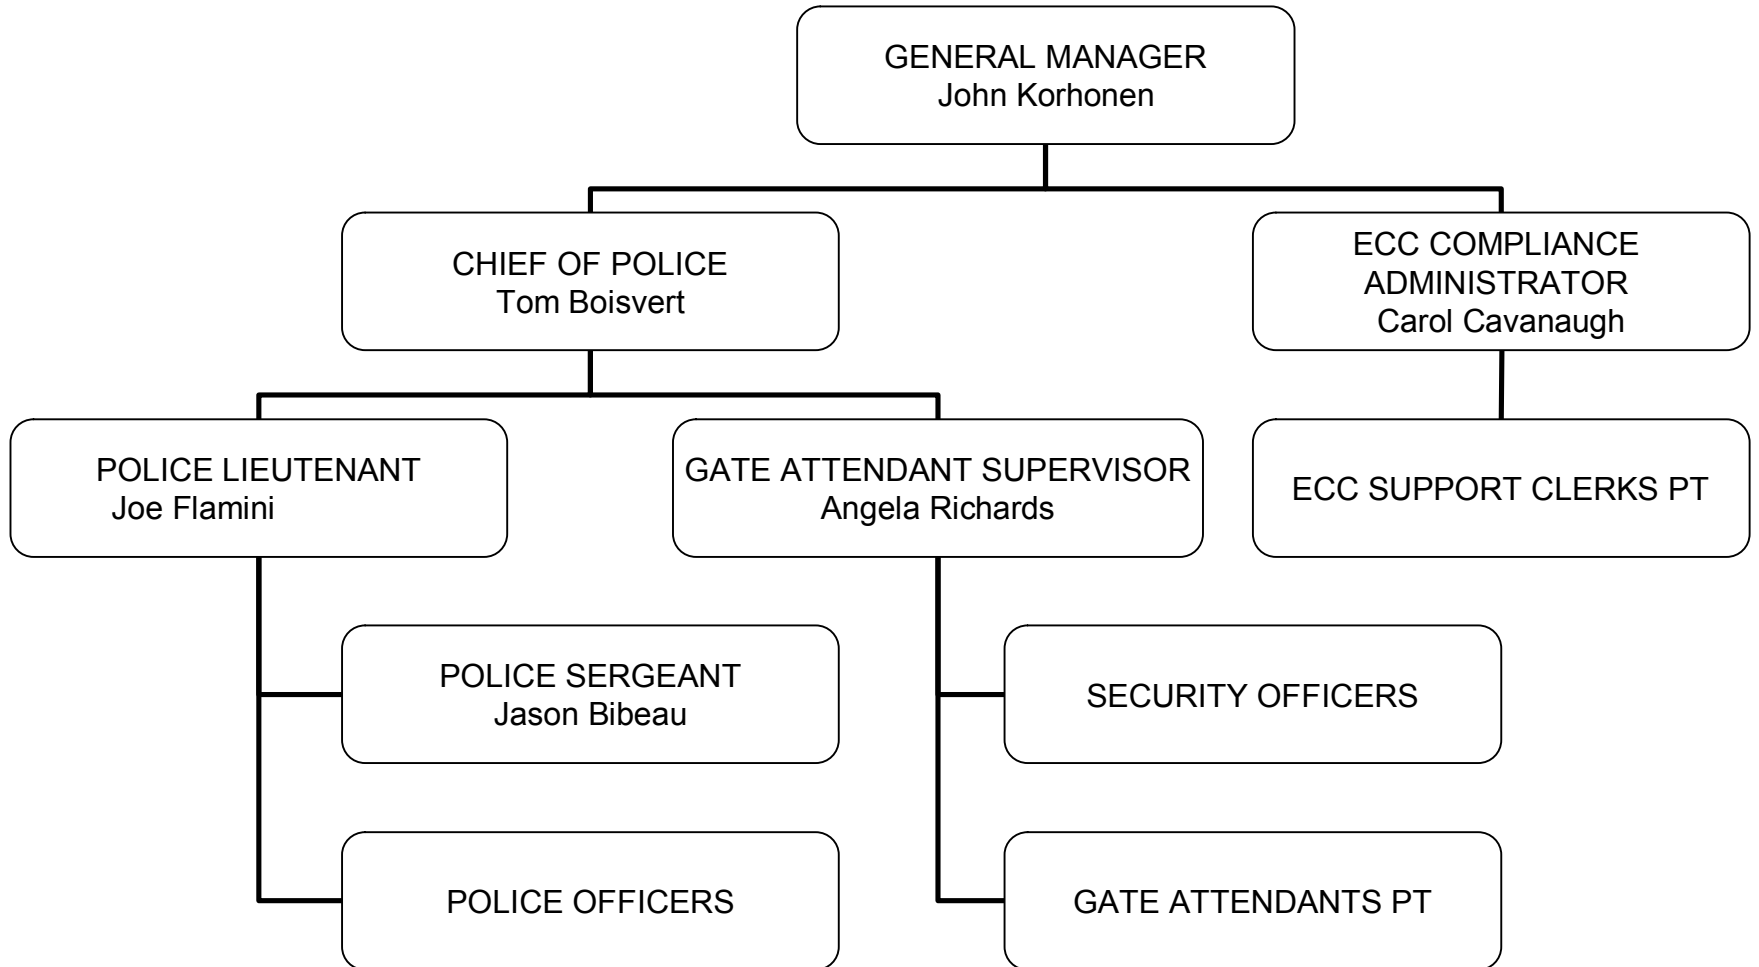 GENERAL MANAGER
John Korhonen
CHIEF OF POLICE
Tom Boisvert
ECC COMPLIANCE
ADMINISTRATOR
Carol Cavanaugh
POLICE LIEUTENANT
Joe Flamini
GATE ATTENDANT SUPERVISOR
Angela Richards
ECC SUPPORT CLERKS PT
POLICE SERGEANT
Jason Bibeau
SECURITY OFFICERS
POLICE OFFICERS
GATE ATTENDANTS PT